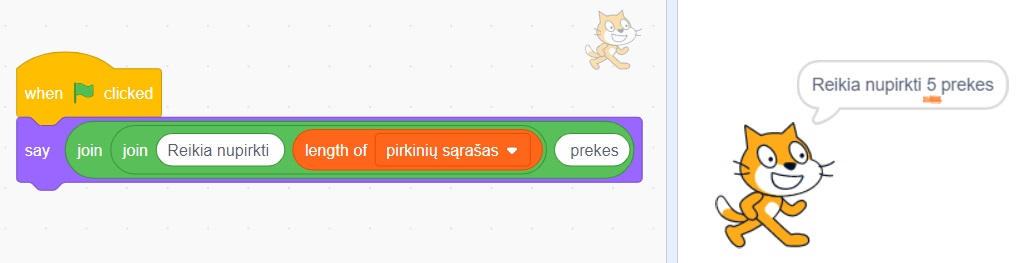 when clicked
say join join Reikia nupirkti length of pirkinių sąrašas prekes
Reikia nupirkti 5 prekes